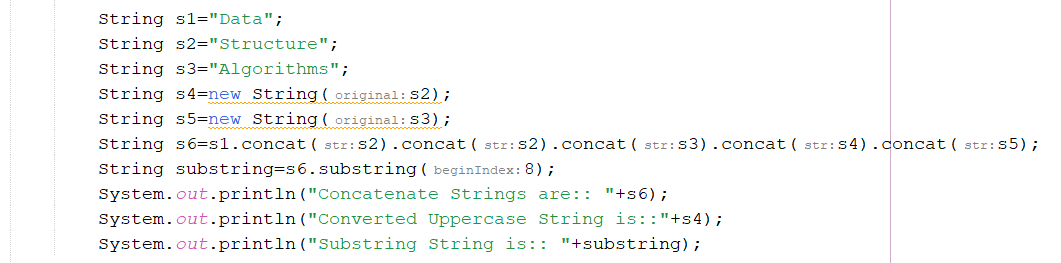 String s1="Data";
String s2="Structure";
String s3="Algorithms";
String s4=new String( original: s2);
String s5=new String( original: s3);
String s6=s1.concat( str: s2).concat( str: s2).concat( str: s3).concat( str: s4).concat( str: s5);
String substring=s6.substring( beginIndex: 8);
System.out.println("Concatenate Strings are:: "+s6);
System.out.println("Converted Uppercase String is::"+s4);
System.out.println("Substring String is:: "+substring);